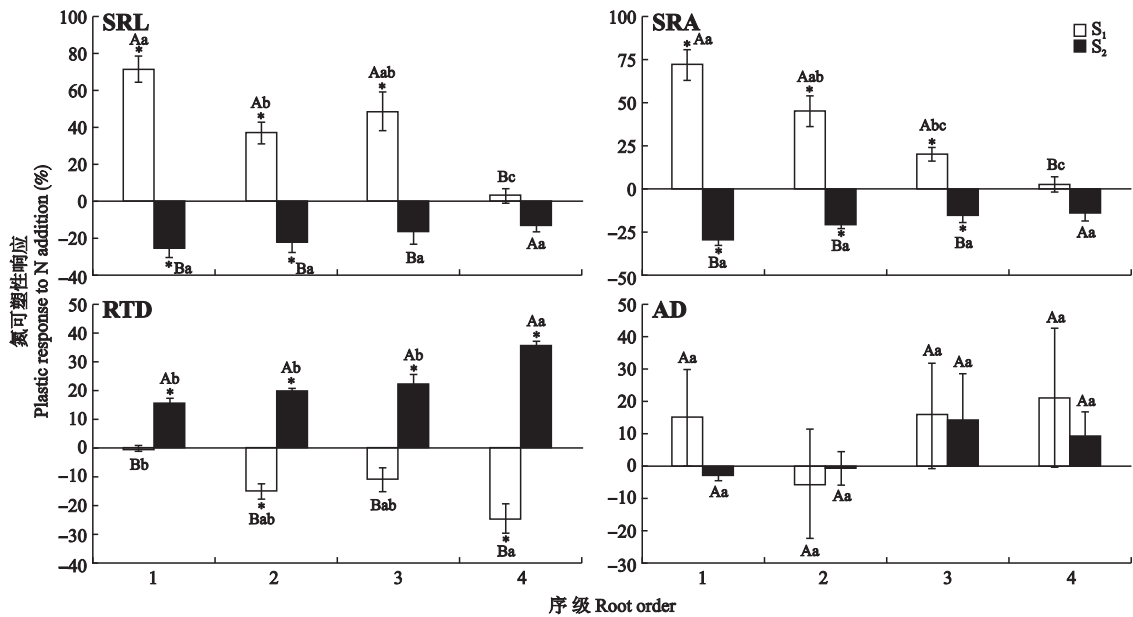 SRL
100
80
60
40
20
0
−20
−40
Aa
*
Ab
*
Aab
*
Bc
*Ba
*Ba
Ba
Aa
SRA
S1
S2
100
75
50
25
0
−25
−50
*Aa
Aab
*
Abc
*
Bc
*
Ba
*
Ba
*
Ba
Aa
氮可塑性响应
Plastic response to N addition (%)
RTD
50
40
30
20
10
0
−10
−20
−30
−40
Ab
*
Ab
*
Ab
*
Aa
*
Bb
*
Bab
Bab
*
Ba
1
2
3
4
AD
50
40
30
20
10
0
−10
−20
−30
Aa
Aa
Aa
Aa
Aa
Aa
Aa
Aa
1
2
3
4
序 级 Root order